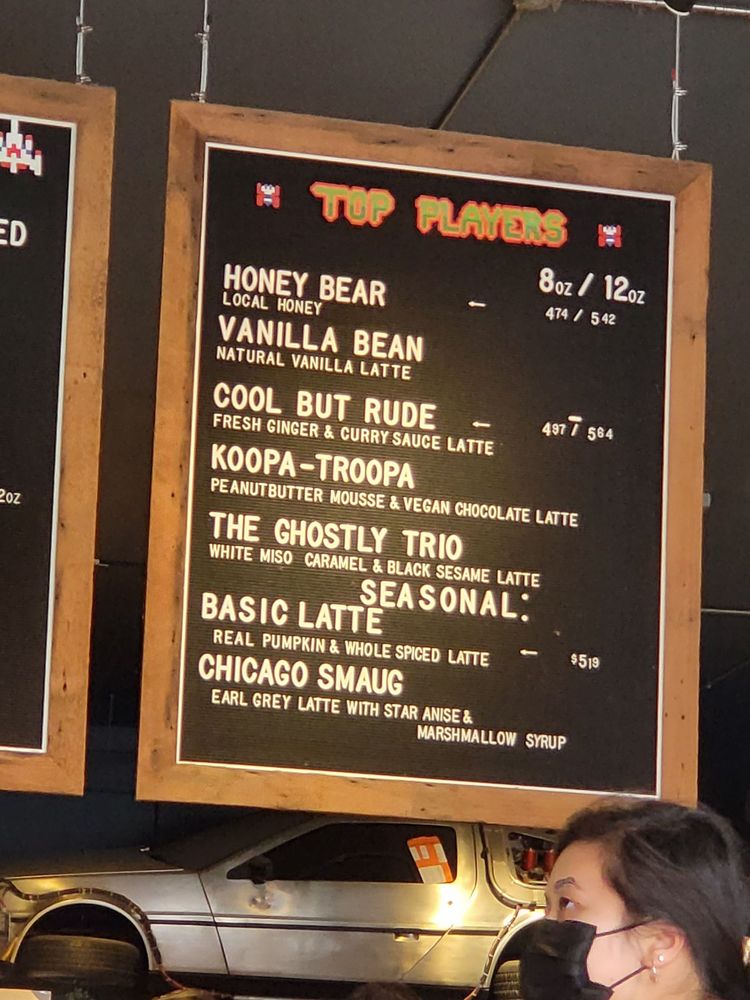 ED
2oz
TOP PLAYERS
8oz / 12oz
HONEY BEAR
LOCAL HONEY
474 / 542
VANILLA BEAN
NATURAL VANILLA LATTE
COOL BUT RUDE
FRESH GINGER & CURRY SAUCE LATTE
497 / 564
KOOPA-TROOPA
PEANUTBUTTER MOUSSE & VEGAN CHOCOLATE LATTE
THE GHOSTLY TRIO
WHITE MISO CARAMEL & BLACK SESAME LATTE
SEASONAL:
BASIC LATTE
REAL PUMPKIN & WHOLE SPICED LATTE
$519
CHICAGO SMAUG
EARL GREY LATTE WITH STAR ANISE &
MARSHMALLOW SYRUP